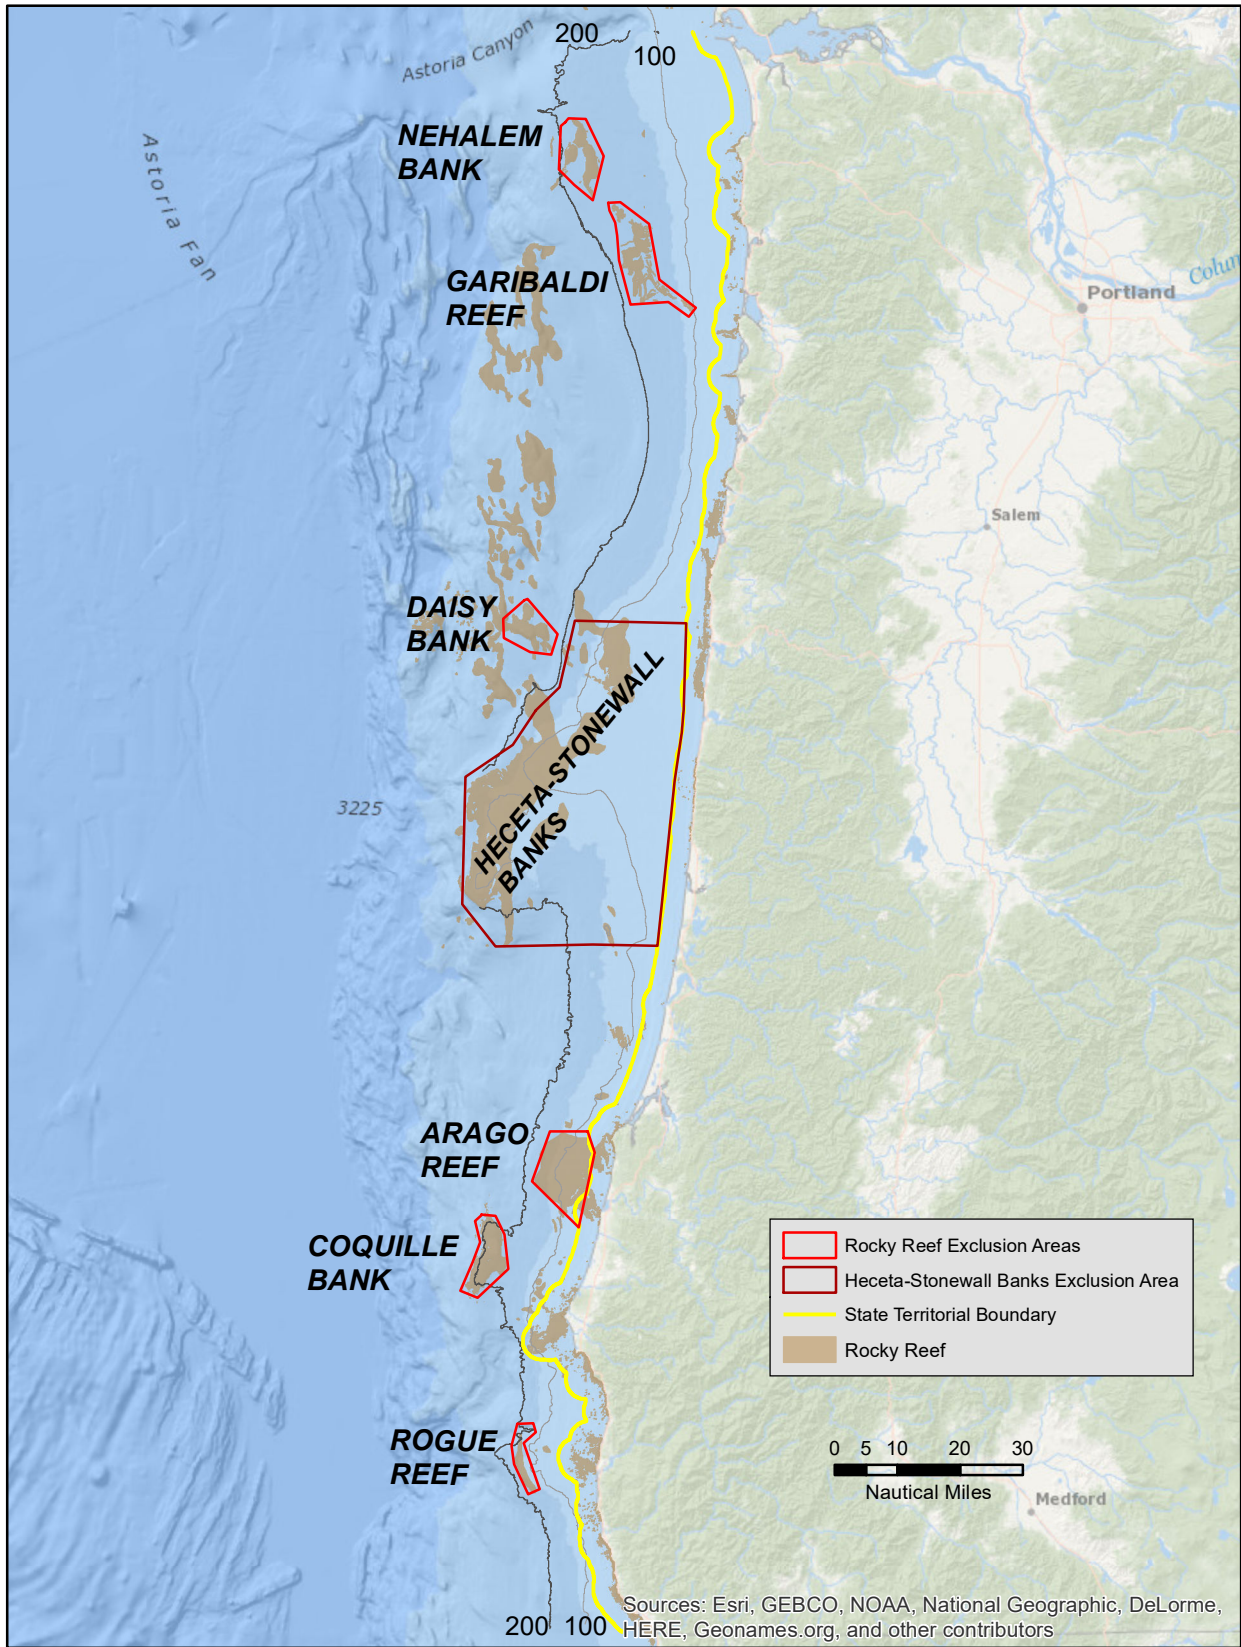 200
100
Astoria Canyon
NEHALEM
BANK
Astoria Fan
GARIBALDI
REEF
Portland
Salem
DAISY
BANK
HECETA-STONEWALL
BANKS
3225
ARAGO
REEF
COQUILLE
BANK
Rocky Reef Exclusion Areas
Heceta-Stonewall Banks Exclusion Area
State Territorial Boundary
Rocky Reef
ROGUE
REEF
0 5 10 20 30
Nautical Miles
Medford
200 100
Sources: Esri, GEBCO, NOAA, National Geographic, DeLorme,
HERE, Geonames.org, and other contributors